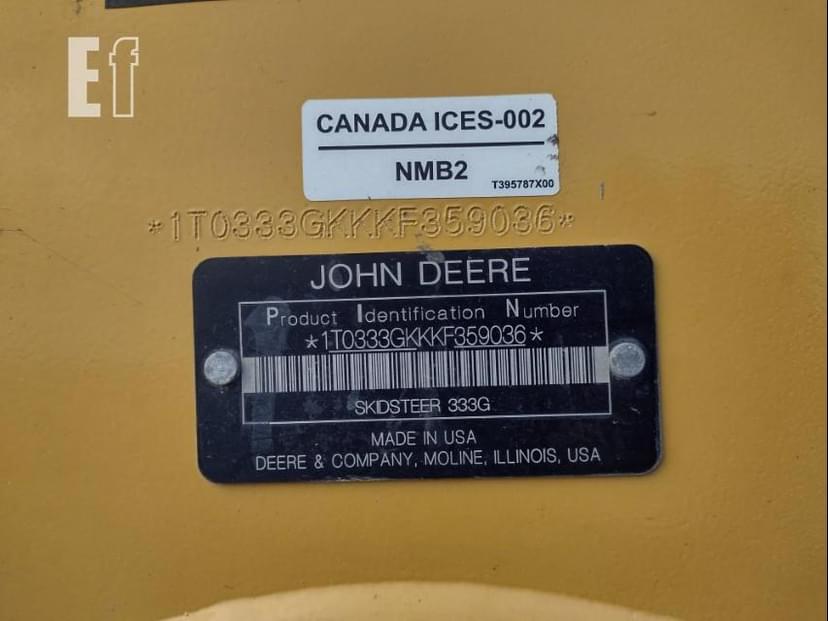 Ef
CANADA ICES-002
NMB2
T395787X00
*1T0333GKKKF359036*
JOHN DEERE
Product Identification Number
*1T0333GKKKF359036*
SKIDSTEER 333G
MADE IN USA
DEERE & COMPANY, MOLINE, ILLINOIS, USA